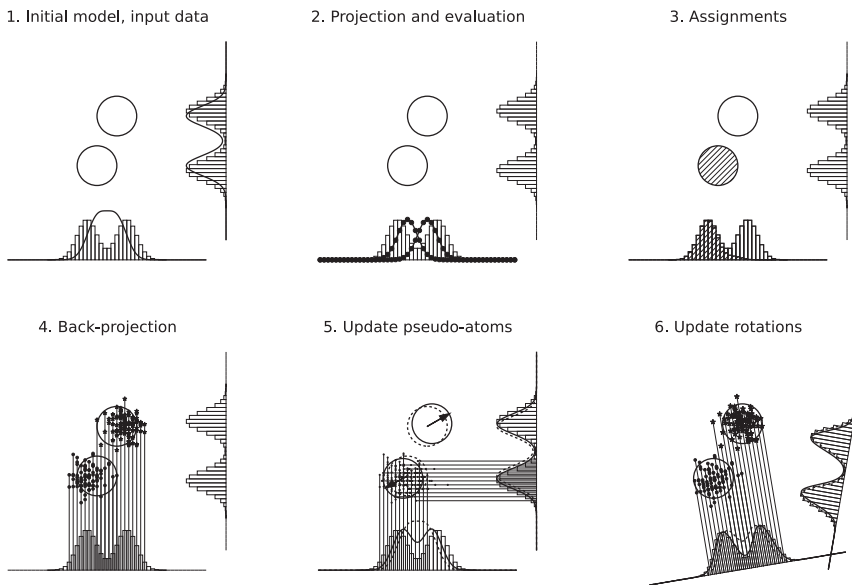 1. Initial model, input data
2. Projection and evaluation
3. Assignments
4. Back-projection
5. Update pseudo-atoms
6. Update rotations